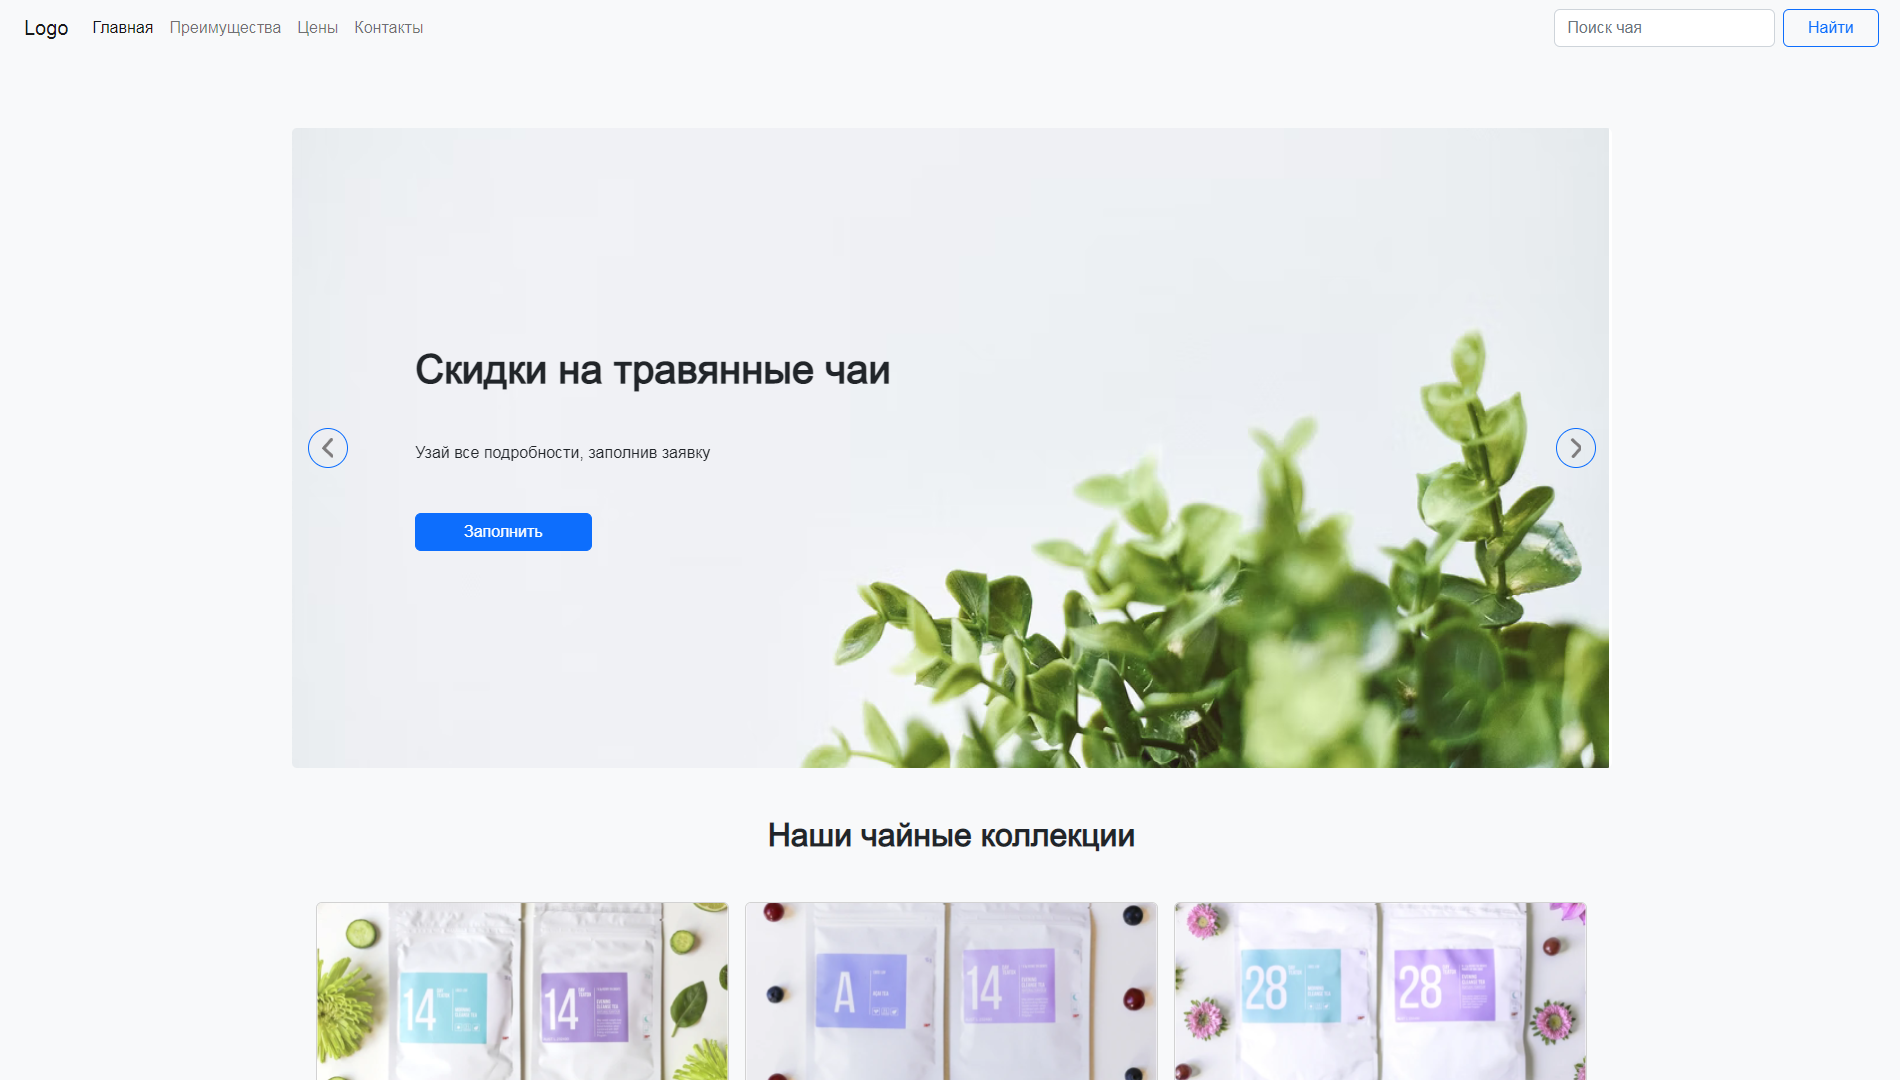 Logo Главная Преимущества Цены Контакты Поиск чая Найти
Скидки на травянные чаи
Узай все подробности, заполнив заявку
Заполнить
Наши чайные коллекции
14
14
A
14
28
28